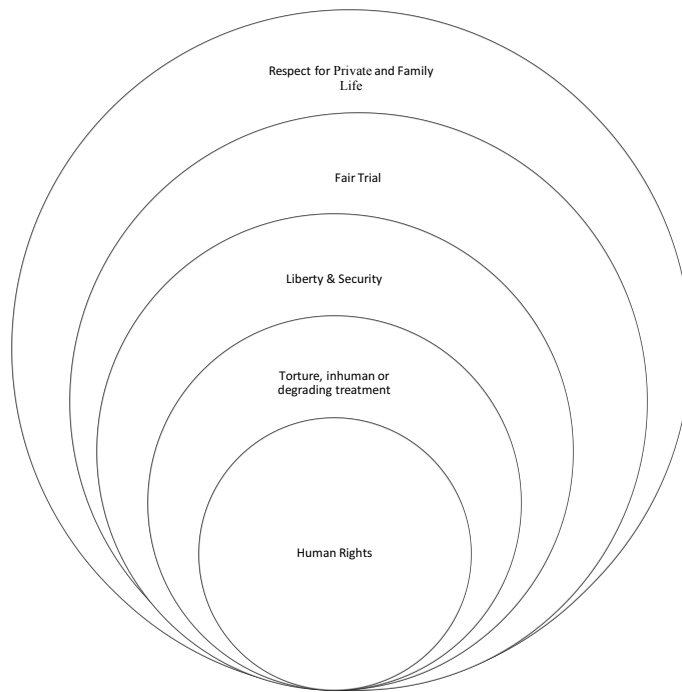 Respect for Private and Family
Life
Fair Trial
Liberty & Security
Torture, inhuman or
degrading treatment
Human Rights